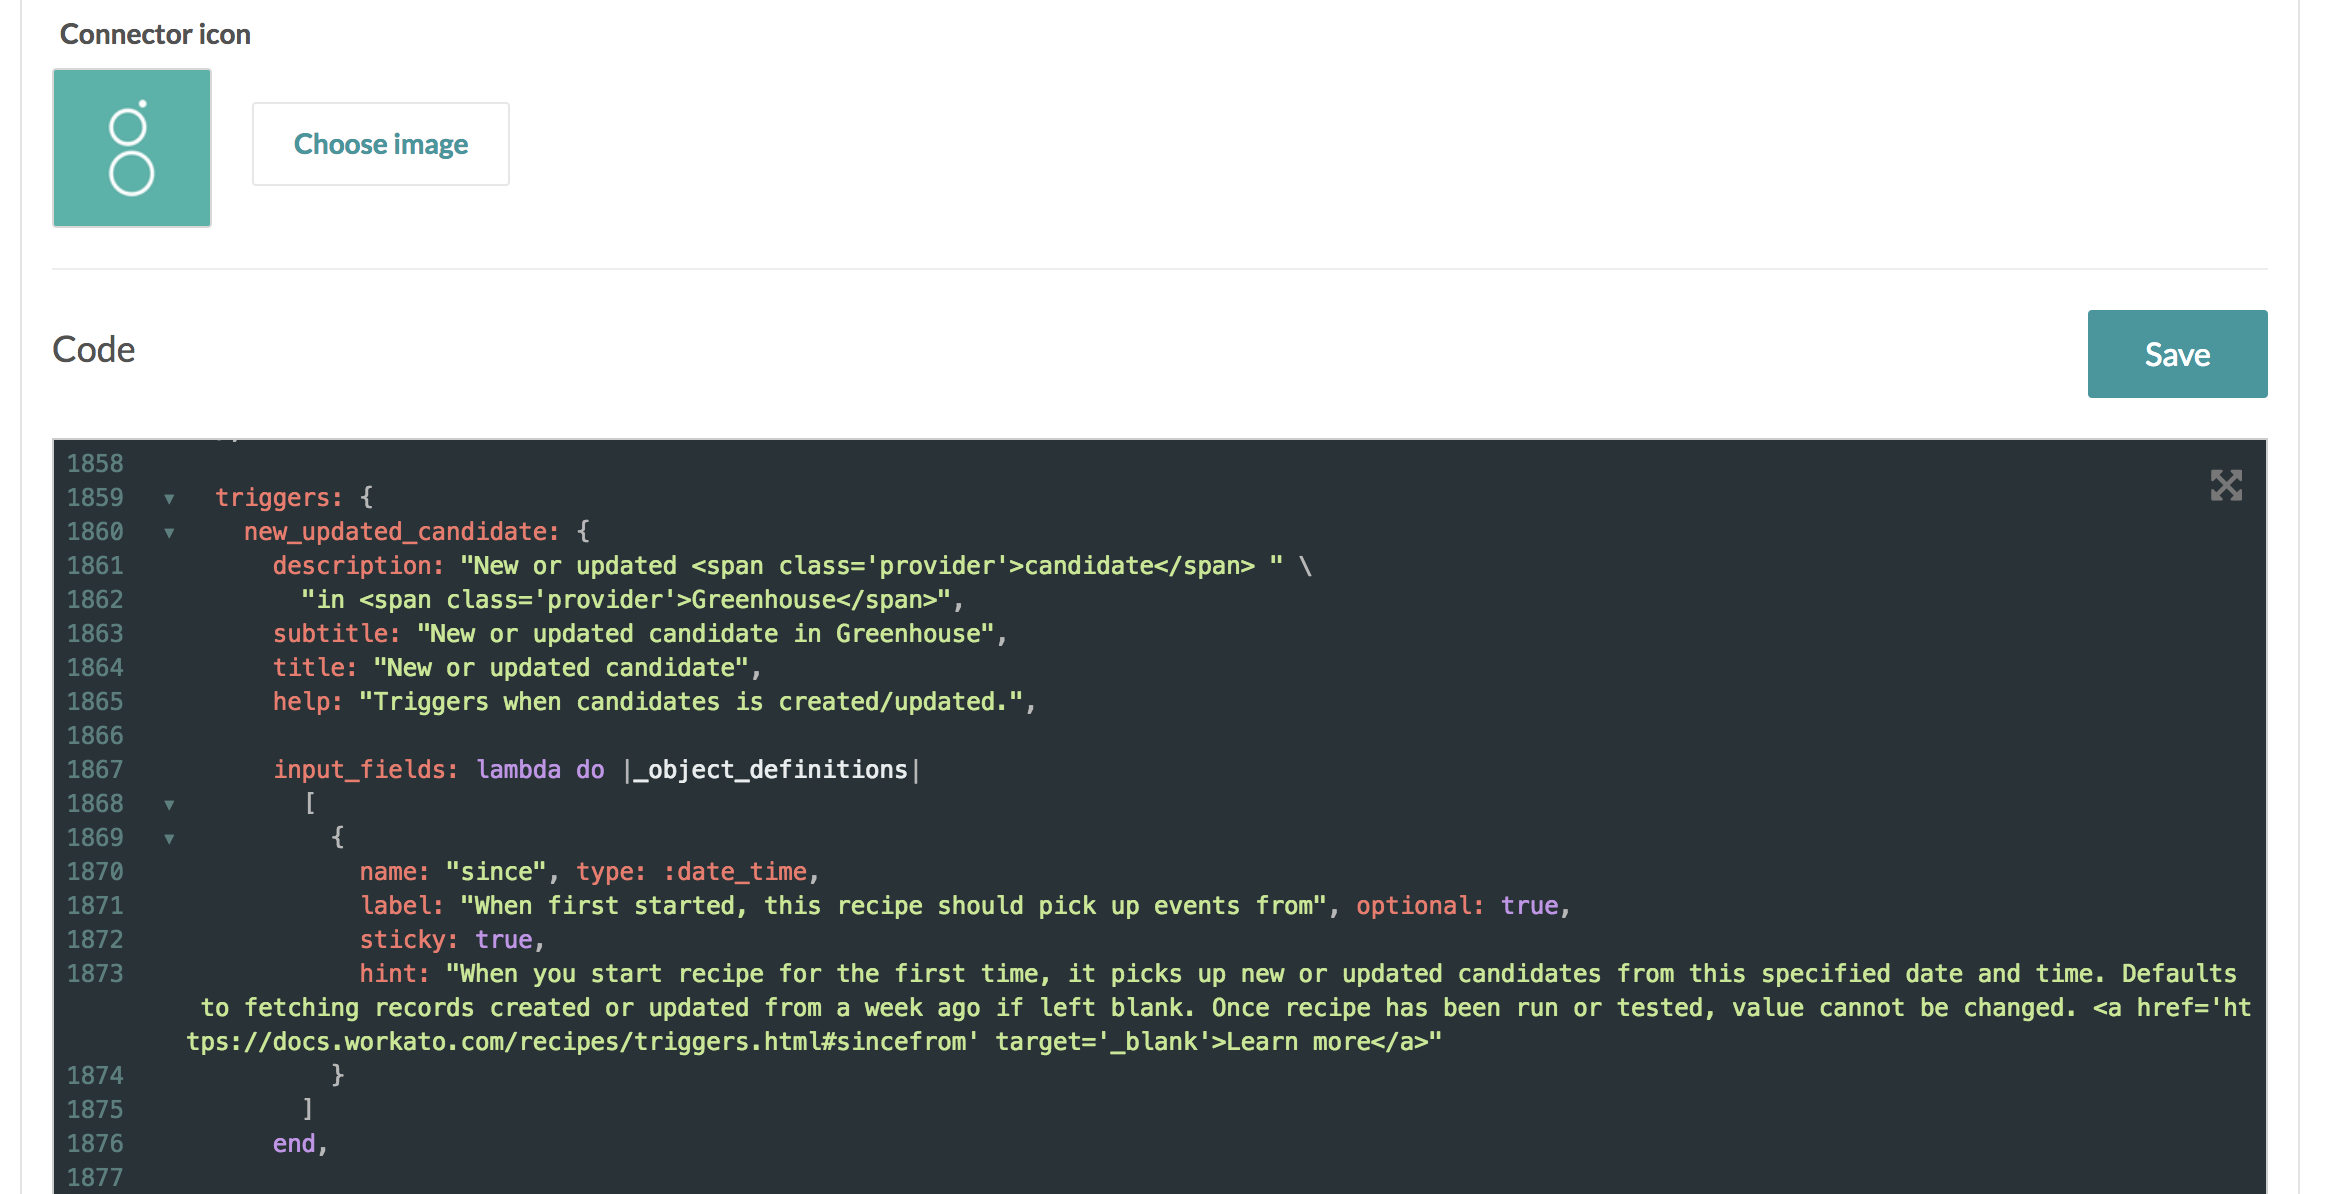 Connector icon
Choose image
Code
Save
1858
1859 triggers: {
1860 new_updated_candidate: {
1861 description: "New or updated <span class='provider'>candidate</span> " \
1862 "in <span class='provider'>Greenhouse</span>",
1863 subtitle: "New or updated candidate in Greenhouse",
1864 title: "New or updated candidate",
1865 help: "Triggers when candidates is created/updated.",
1866
1867 input_fields: lambda do |_object_definitions|
1868 [
1869 {
1870 name: "since", type: :date_time,
1871 label: "When first started, this recipe should pick up events from", optional: true,
1872 sticky: true,
1873 hint: "When you start recipe for the first time, it picks up new or updated candidates from this specified date and time. Defaults
to fetching records created or updated from a week ago if left blank. Once recipe has been run or tested, value cannot be changed. <a href='ht
tps://docs.workato.com/recipes/triggers.html#sincefrom' target='_blank'>Learn more</a>"
1874 }
1875 ]
1876 end,
1877